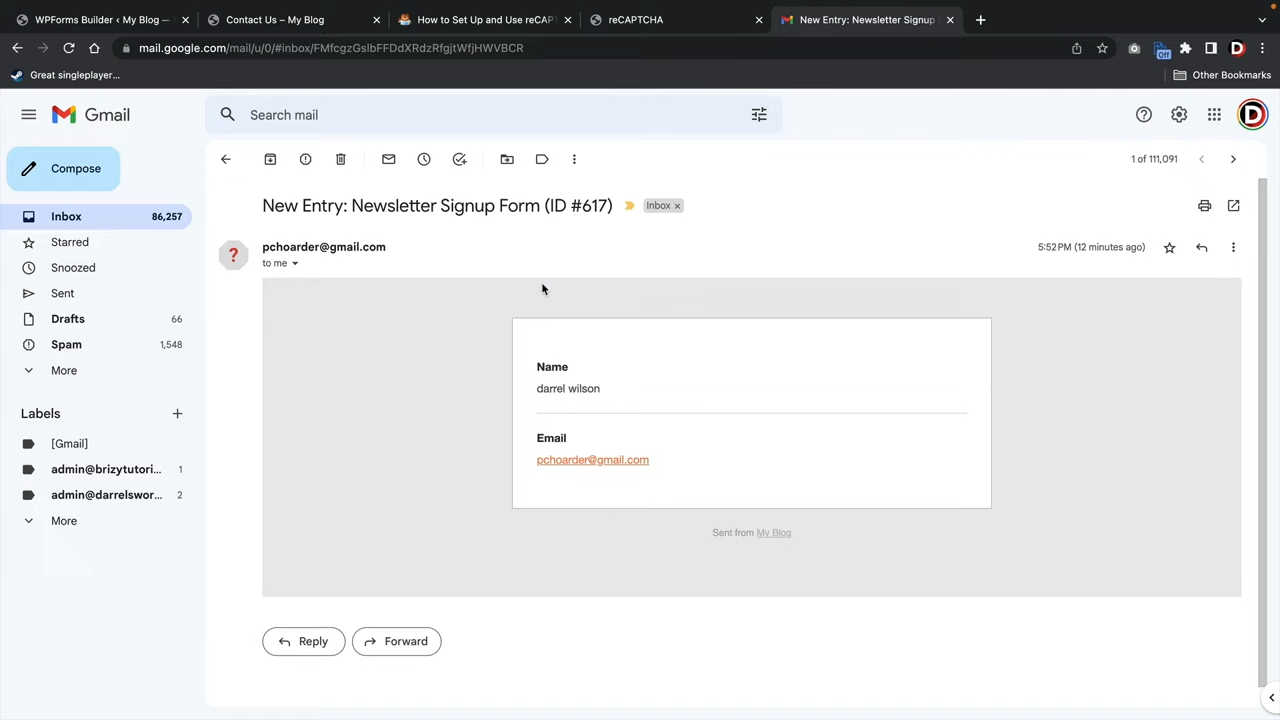 WPForms Builder ‹ My Blog —
Contact Us – My Blog
How to Set Up and Use reCAP
reCAPTCHA
New Entry: Newsletter Signup
mail.google.com/mail/u/0/#inbox/FMfcgzGslbFFDdXRdzRfgjtWfjHWVBCR
Off
Great singleplayer...
Other Bookmarks
Gmail
Search mail
D
Compose
1 of 111,091
Inbox 86,257
Starred
Snoozed
Sent
Drafts 66
Spam 1,548
More
Labels
[Gmail]
admin@brizytutori... 1
admin@darrelswor... 2
More
New Entry: Newsletter Signup Form (ID #617)
Inbox ×
pchoarder@gmail.com
5:52 PM (12 minutes ago)
to me
Name
darrel wilson
Email
pchoarder@gmail.com
Sent from My Blog
Reply
Forward